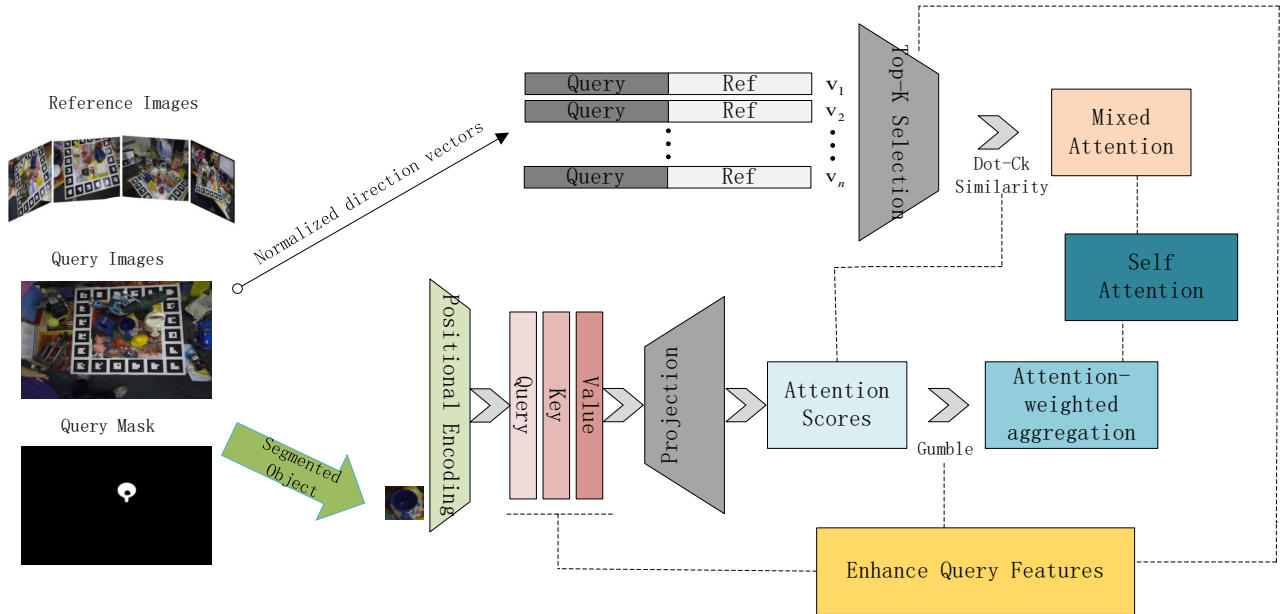 Reference Images
Query Images
Query Mask
Normalized direction vectors
Segmented
Object
Query Ref v1
Query Ref v2
Query Ref vn
Top-K Selection
Dot-Ck
Similarity
Mixed
Attention
Self
Attention
Positional Encoding
Query
Key
Value
Projection
Attention
Scores
Gumble
Attention-
weighted
aggregation
Enhance Query Features